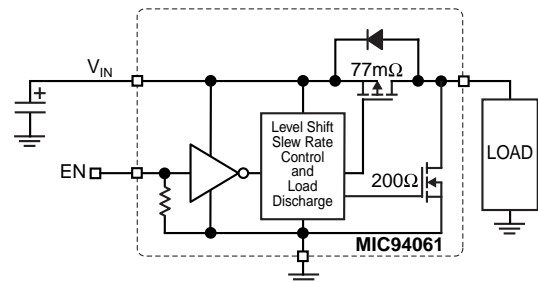 V_IN
+
77mΩ
Level Shift
Slew Rate
Control
and
Load
Discharge
LOAD
EN
200Ω
MIC94061